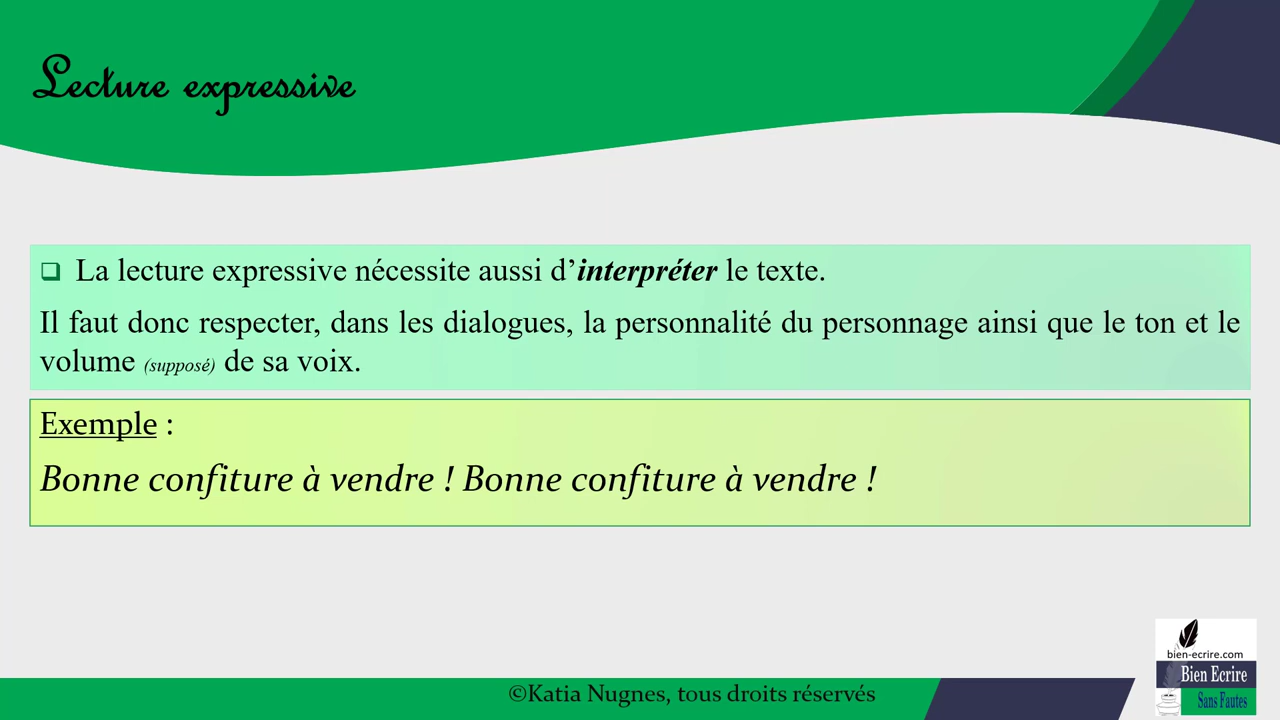 Lecture expressive
❑ La lecture expressive nécessite aussi d’interpréter le texte.
Il faut donc respecter, dans les dialogues, la personnalité du personnage ainsi que le ton et le
volume (supposé) de sa voix.
Exemple :
Bonne confiture à vendre ! Bonne confiture à vendre !
©Katia Nugnes, tous droits réservés
bien-ecrire.com
Bien Ecrire
Sans Fautes